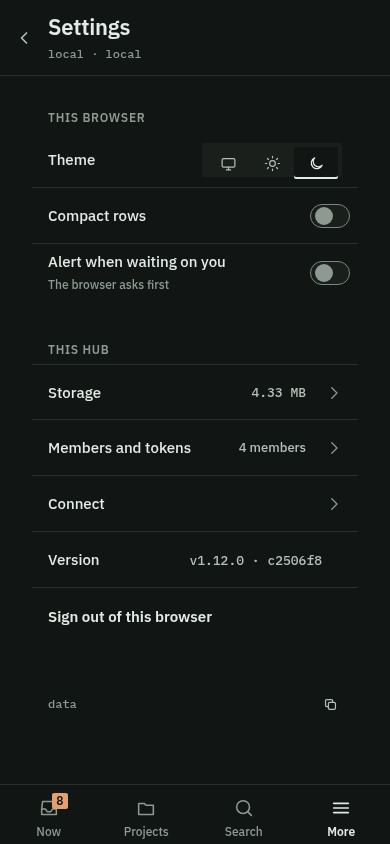 Settings
local · local
THIS BROWSER
Theme
Compact rows
Alert when waiting on you
The browser asks first
THIS HUB
Storage 4.33 MB
Members and tokens 4 members
Connect
Version v1.12.0 · c2506f8
Sign out of this browser
data
8
Now Projects Search More